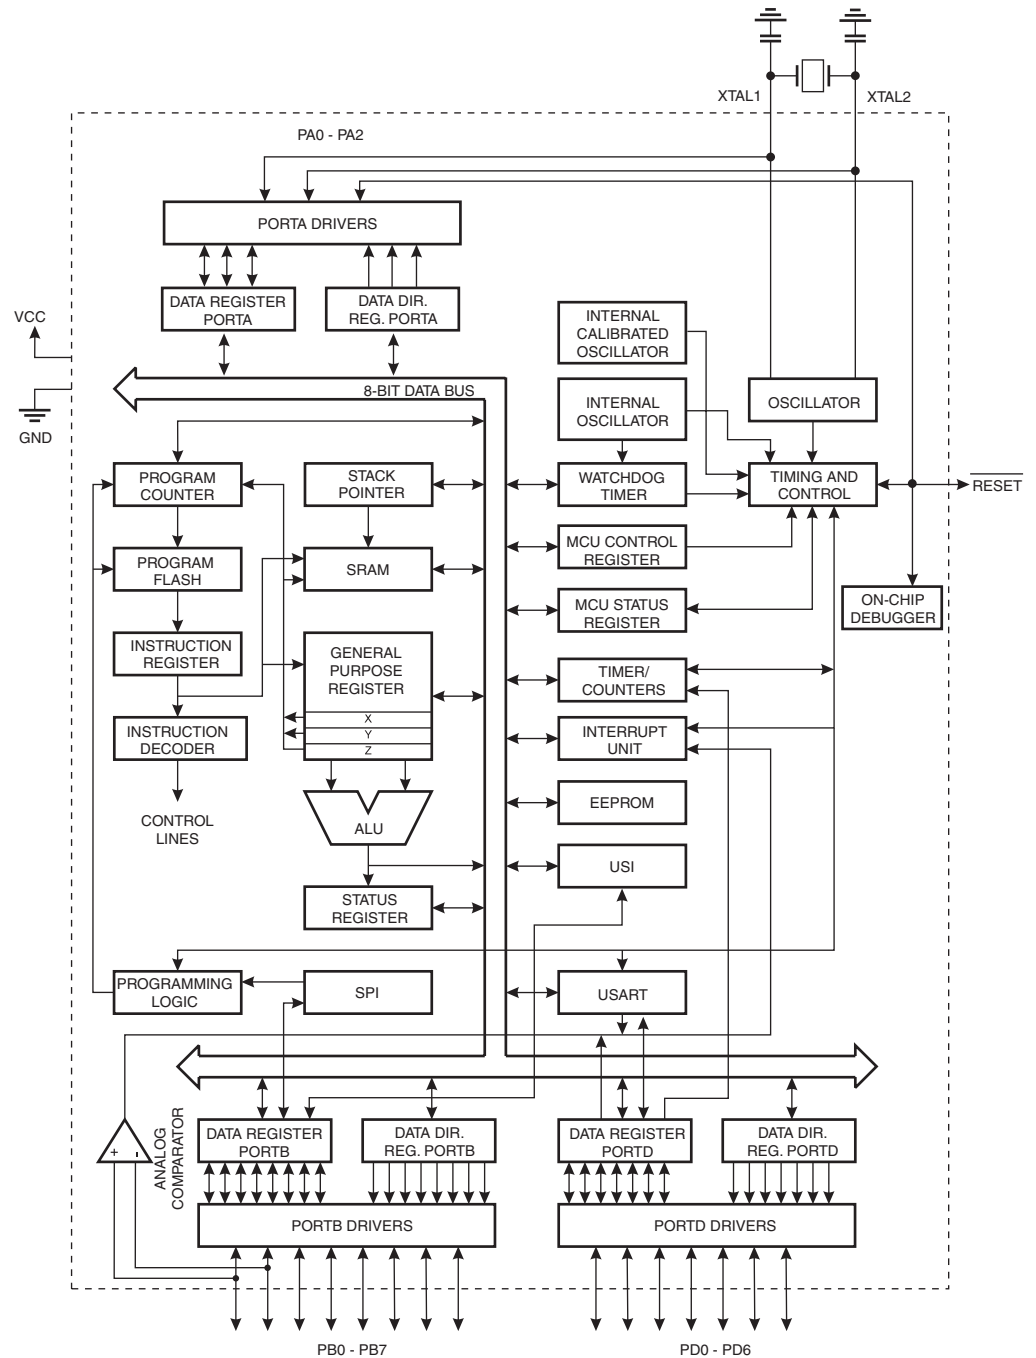 XTAL1
XTAL2
PA0 - PA2
PORTA DRIVERS
DATA REGISTER
PORTA
DATA DIR.
REG. PORTA
VCC
GND
8-BIT DATA BUS
INTERNAL
CALIBRATED
OSCILLATOR
INTERNAL
OSCILLATOR
OSCILLATOR
PROGRAM
COUNTER
STACK
POINTER
WATCHDOG
TIMER
TIMING AND
CONTROL
RESET
PROGRAM
FLASH
SRAM
MCU CONTROL
REGISTER
MCU STATUS
REGISTER
ON-CHIP
DEBUGGER
INSTRUCTION
REGISTER
GENERAL
PURPOSE
REGISTER
X
Y
Z
TIMER/
COUNTERS
INSTRUCTION
DECODER
INTERRUPT
UNIT
CONTROL
LINES
ALU
EEPROM
USI
STATUS
REGISTER
PROGRAMMING
LOGIC
SPI
USART
+
-
ANALOG
COMPARATOR
DATA REGISTER
PORTB
DATA DIR.
REG. PORTB
DATA REGISTER
PORTD
DATA DIR.
REG. PORTD
PORTB DRIVERS
PORTD DRIVERS
PB0 - PB7
PD0 - PD6